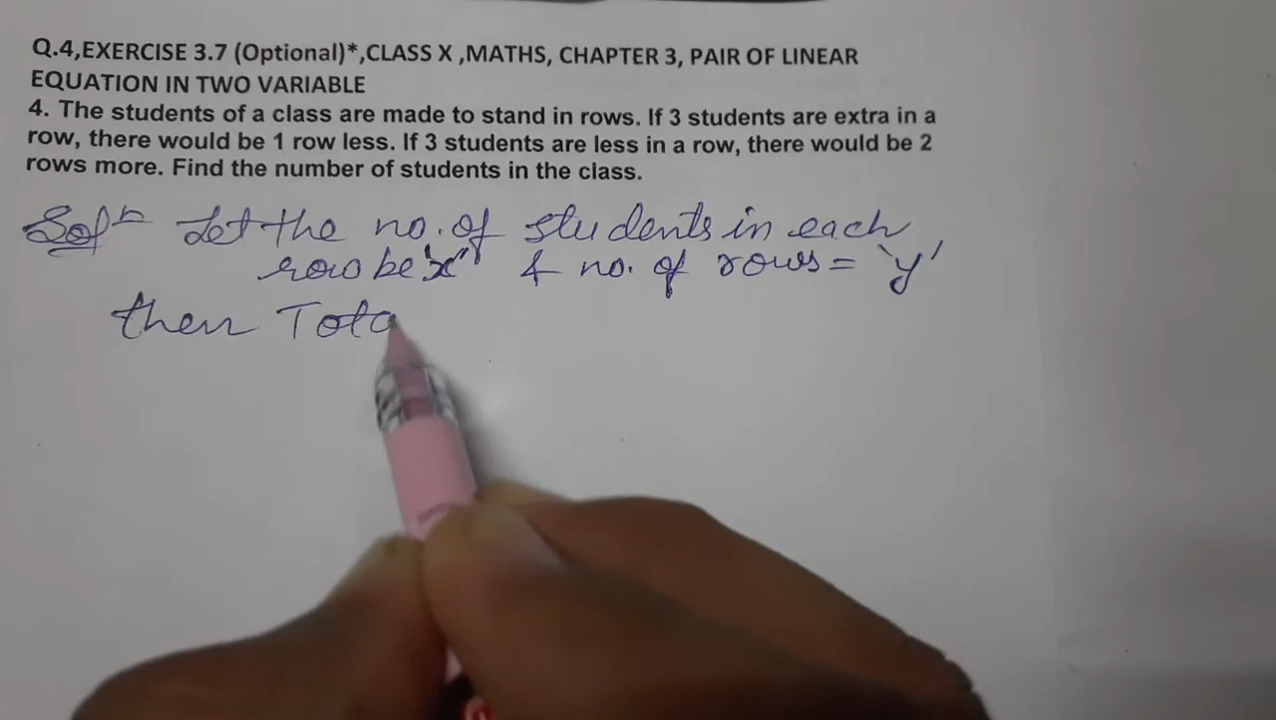 Q.4,EXERCISE 3.7 (Optional)*,CLASS X ,MATHS, CHAPTER 3, PAIR OF LINEAR
EQUATION IN TWO VARIABLE
4. The students of a class are made to stand in rows. If 3 students are extra in a
row, there would be 1 row less. If 3 students are less in a row, there would be 2
rows more. Find the number of students in the class.
Solⁿ Let the no. of students in each
row be 'x' & no. of rows = 'y'
then Tota